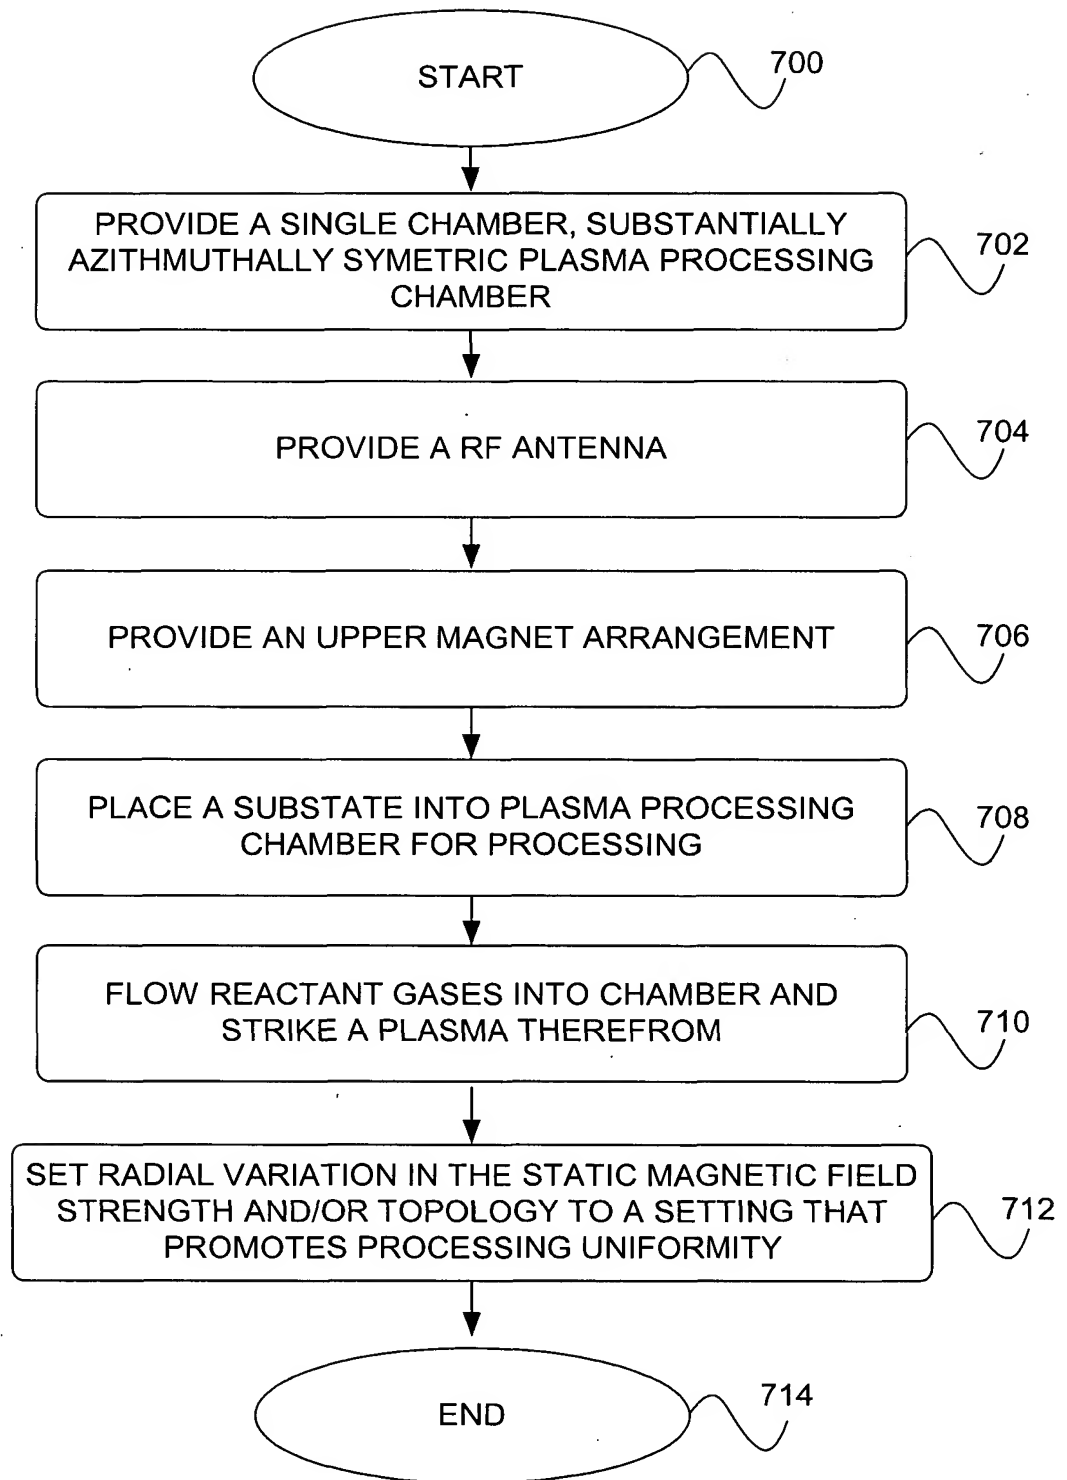 START
700
PROVIDE A SINGLE CHAMBER, SUBSTANTIALLY
AZITHMUTHALLY SYMETRIC PLASMA PROCESSING
CHAMBER
702
PROVIDE A RF ANTENNA
704
PROVIDE AN UPPER MAGNET ARRANGEMENT
706
PLACE A SUBSTATE INTO PLASMA PROCESSING
CHAMBER FOR PROCESSING
708
FLOW REACTANT GASES INTO CHAMBER AND
STRIKE A PLASMA THEREFROM
710
SET RADIAL VARIATION IN THE STATIC MAGNETIC FIELD
STRENGTH AND/OR TOPOLOGY TO A SETTING THAT
PROMOTES PROCESSING UNIFORMITY
712
END
714